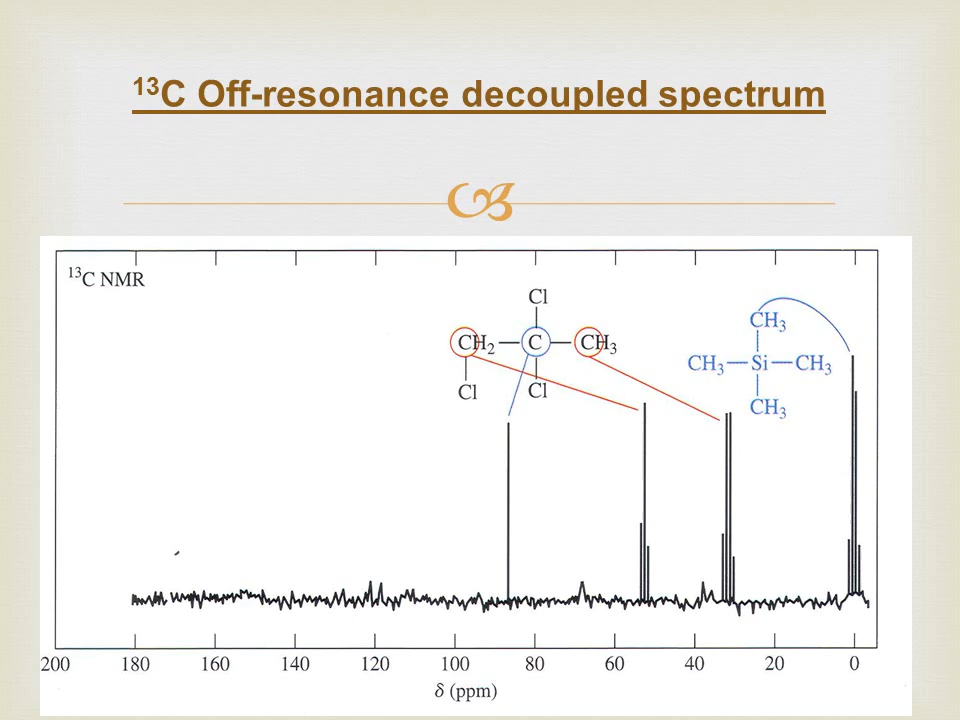 ¹³C Off-resonance decoupled spectrum
¹³C NMR
Cl
CH₂—C—CH₃
Cl Cl
CH₃
CH₃—Si—CH₃
CH₃
200 180 160 140 120 100 80 60 40 20 0
δ (ppm)